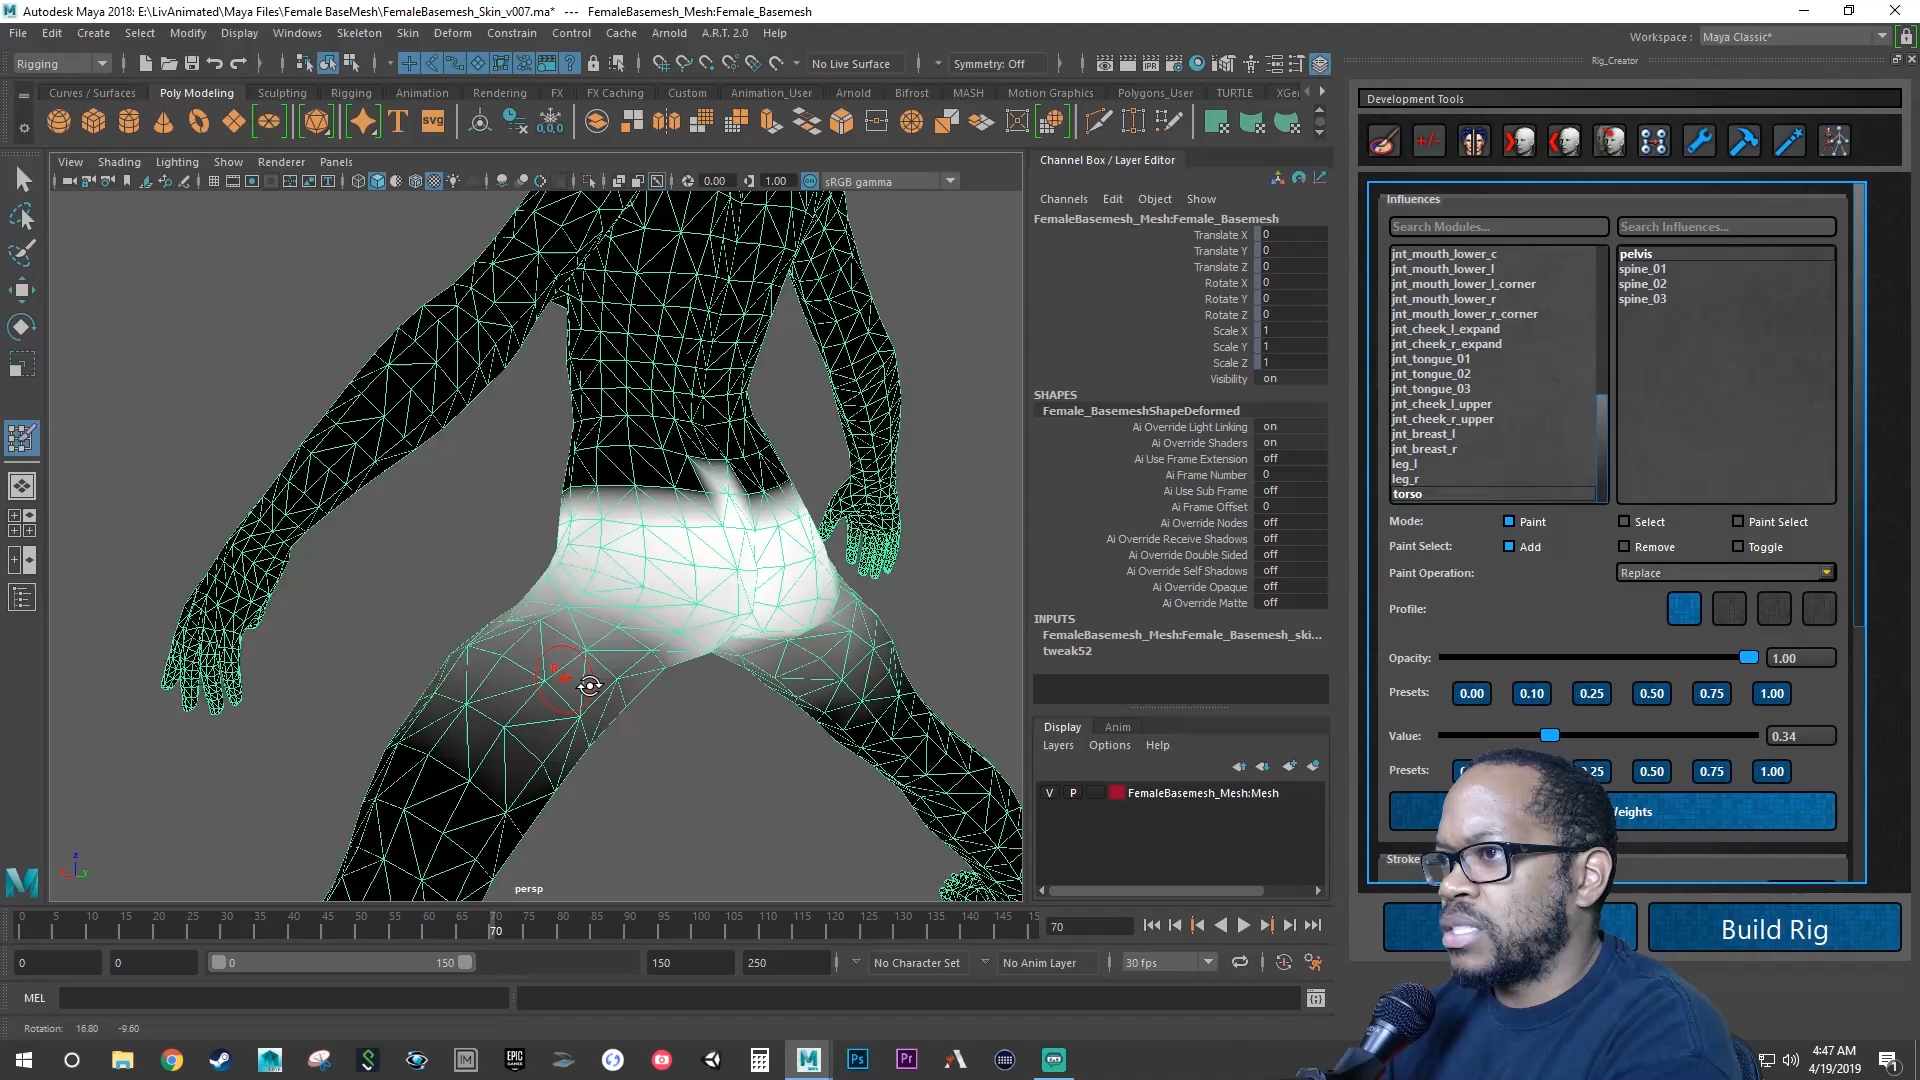 Autodesk Maya 2018: E:\LivAnimated\Maya Files\Female BaseMesh\FemaleBasemesh_Skin_v007.ma* --- FemaleBasemesh_Mesh:Female_Basemesh
File Edit Create Select Modify Display Windows Skeleton Skin Deform Constrain Control Cache Arnold A.R.T. 2.0 Help
Workspace : Maya Classic*
Rigging
No Live Surface
Symmetry: Off
Rig_Creator
Curves / Surfaces Poly Modeling Sculpting Rigging Animation Rendering FX FX Caching Custom Animation_User Arnold Bifrost MASH Motion Graphics Polygons_User TURTLE XGen
Development Tools
T
svg
0,0,0
+/-
View Shading Lighting Show Renderer Panels
0.00
1.00
sRGB gamma
Channel Box / Layer Editor
Channels Edit Object Show
FemaleBasemesh_Mesh:Female_Basemesh
Translate X 0
Translate Y 0
Translate Z 0
Rotate X 0
Rotate Y 0
Rotate Z 0
Scale X 1
Scale Y 1
Scale Z 1
Visibility on
SHAPES
Female_BasemeshShapeDeformed
Ai Override Light Linking on
Ai Override Shaders on
Ai Use Frame Extension off
Ai Frame Number 0
Ai Use Sub Frame off
Ai Frame Offset 0
Ai Override Nodes off
Ai Override Receive Shadows off
Ai Override Double Sided off
Ai Override Self Shadows off
Ai Override Opaque off
Ai Override Matte off
INPUTS
FemaleBasemesh_Mesh:Female_Basemesh_ski...
tweak52
Display Anim
Layers Options Help
V P FemaleBasemesh_Mesh:Mesh
Influences
Search Modules...
Search Influences...
jnt_mouth_lower_c
jnt_mouth_lower_l
jnt_mouth_lower_l_corner
jnt_mouth_lower_r
jnt_mouth_lower_r_corner
jnt_cheek_l_expand
jnt_cheek_r_expand
jnt_tongue_01
jnt_tongue_02
jnt_tongue_03
jnt_cheek_l_upper
jnt_cheek_r_upper
jnt_breast_l
jnt_breast_r
leg_l
leg_r
torso
pelvis
spine_01
spine_02
spine_03
Mode: Paint Select Paint Select
Paint Select: Add Remove Toggle
Paint Operation: Replace
Profile:
Opacity: 1.00
Presets: 0.00 0.10 0.25 0.50 0.75 1.00
Value: 0.34
Presets: 0.50 0.75 1.00
Weights
Stroke
Build Rig
z
y
persp
0 5 10 15 20 25 30 35 40 45 50 55 60 65 70 75 80 85 90 95 100 105 110 115 120 125 130 135 140 145
70
70
0 0 0 150 150 250
No Character Set
No Anim Layer
30 fps
MEL
Rotation: 16.80 -9.60
EPIC GAMES
Ps
Pr
4:47 AM
4/19/2019
1